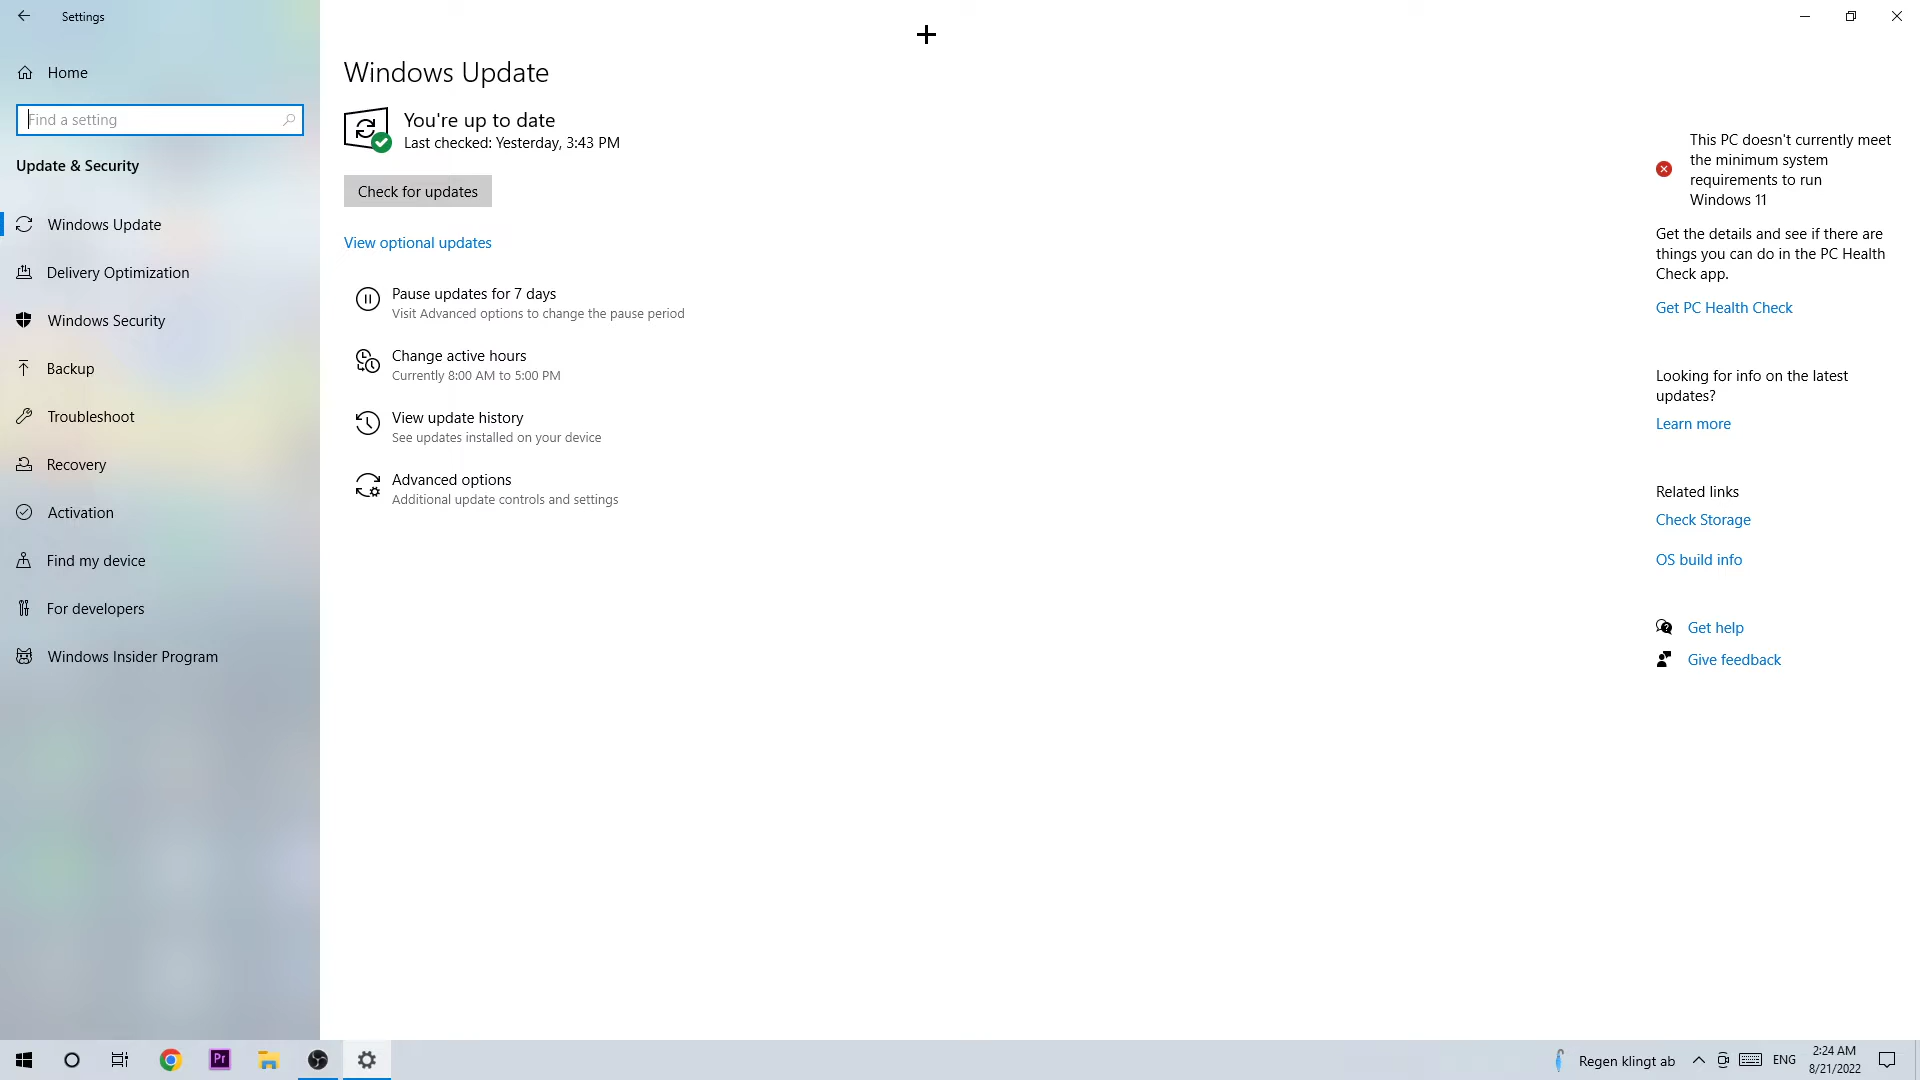 Settings
Home
Find a setting
Update & Security
Windows Update
Delivery Optimization
Windows Security
Backup
Troubleshoot
Recovery
Activation
Find my device
For developers
Windows Insider Program
Windows Update
You're up to date
Last checked: Yesterday, 3:43 PM
Check for updates
View optional updates
Pause updates for 7 days
Visit Advanced options to change the pause period
Change active hours
Currently 8:00 AM to 5:00 PM
View update history
See updates installed on your device
Advanced options
Additional update controls and settings
This PC doesn't currently meet
the minimum system
requirements to run
Windows 11
Get the details and see if there are
things you can do in the PC Health
Check app.
Get PC Health Check
Looking for info on the latest
updates?
Learn more
Related links
Check Storage
OS build info
Get help
Give feedback
Pr
Regen klingt ab
ENG
2:24 AM
8/21/2022